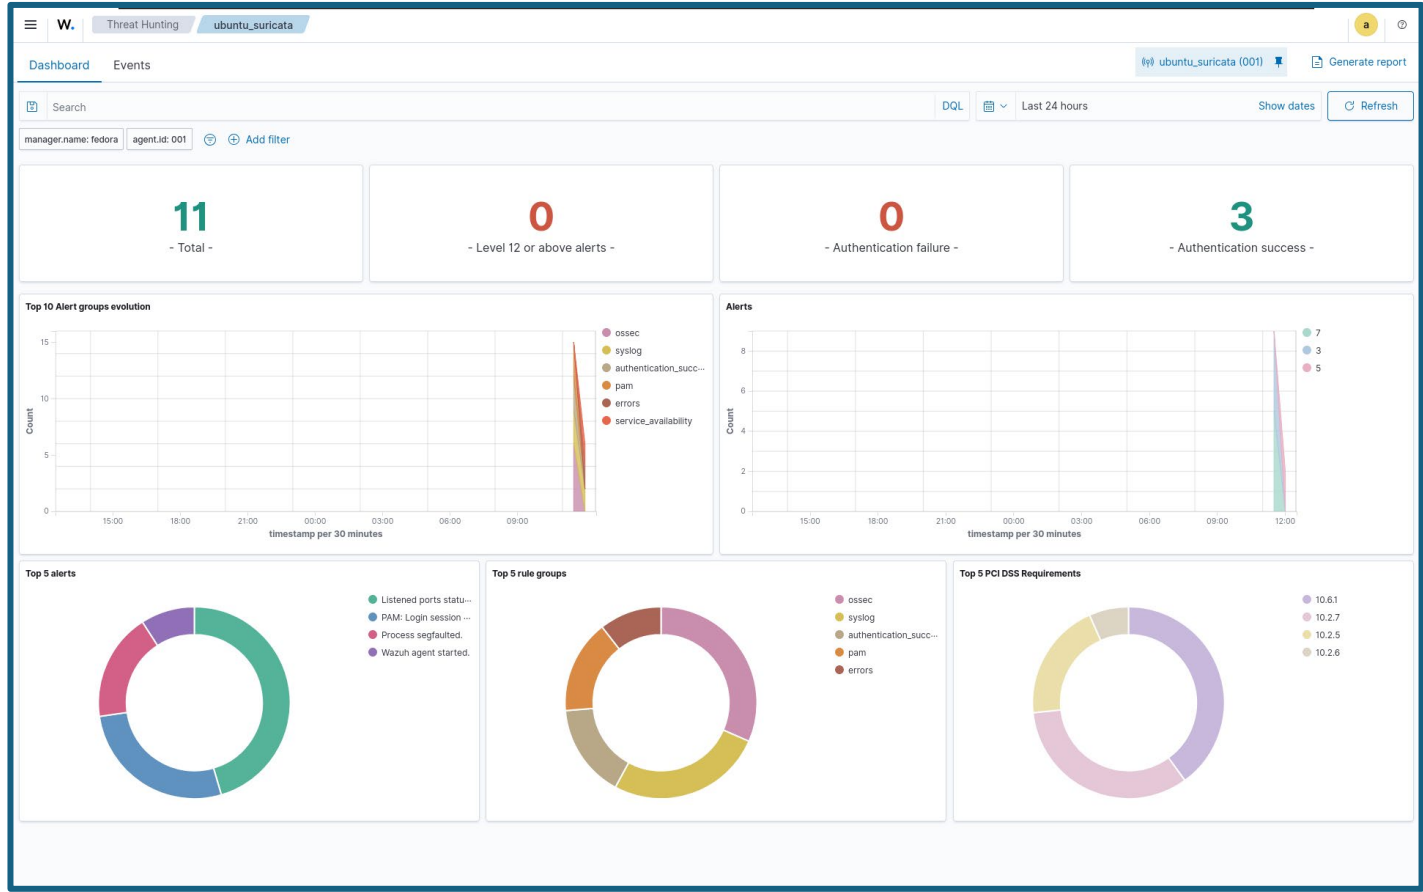 W. Threat Hunting ubuntu_suricata a ?
Dashboard Events ubuntu_suricata (001) Generate report
Search DQL Last 24 hours Show dates Refresh
manager.name: fedora agent.id: 001 Add filter
11
- Total -
0
- Level 12 or above alerts -
0
- Authentication failure -
3
- Authentication success -
Top 10 Alert groups evolution
15
10
5
0
Count
15:00 18:00 21:00 00:00 03:00 06:00 09:00
timestamp per 30 minutes
ossec
syslog
authentication_succ...
pam
errors
service_availability
Alerts
8
6
4
2
0
Count
15:00 18:00 21:00 00:00 03:00 06:00 09:00 12:00
timestamp per 30 minutes
7
3
5
Top 5 alerts
Listened ports statu...
PAM: Login session ...
Process segfaulted.
Wazuh agent started.
Top 5 rule groups
ossec
syslog
authentication_succ...
pam
errors
Top 5 PCI DSS Requirements
10.6.1
10.2.7
10.2.5
10.2.6